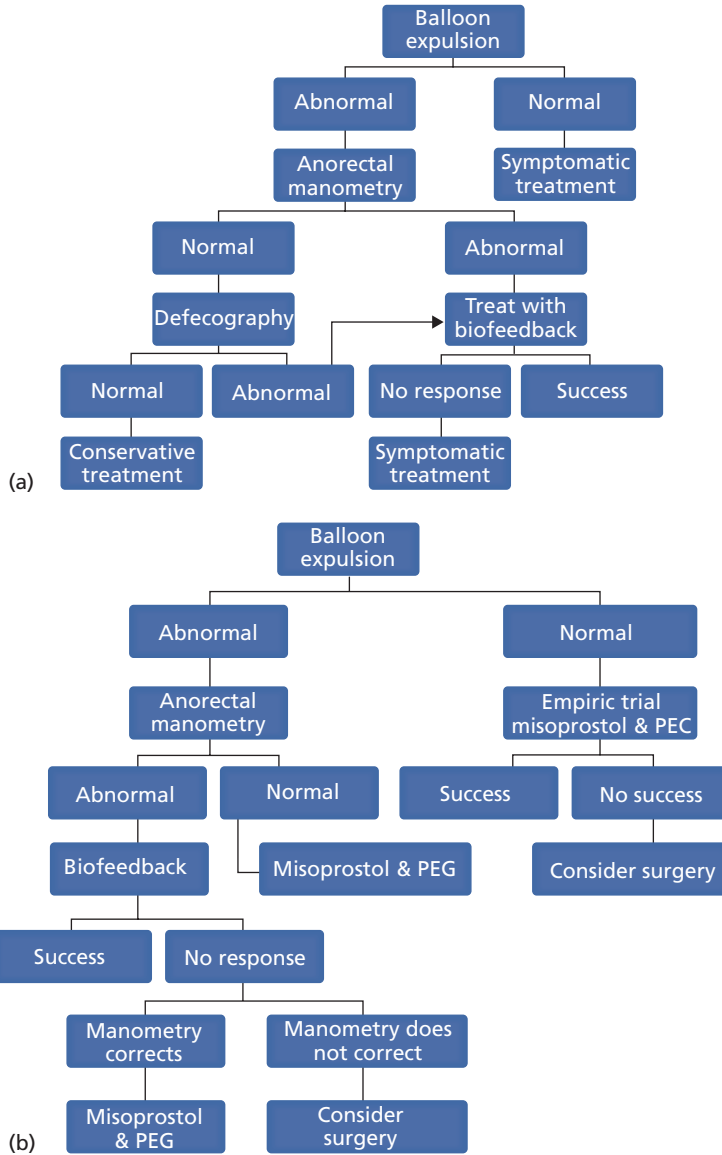 Balloon
expulsion
Abnormal
Normal
Anorectal
manometry
Symptomatic
treatment
Normal
Abnormal
Defecography
Treat with
biofeedback
Normal
Abnormal
No response
Success
Conservative
treatment
Symptomatic
treatment
(a)
Balloon
expulsion
Abnormal
Normal
Anorectal
manometry
Empiric trial
misoprostol & PEC
Abnormal
Normal
Success
No success
Biofeedback
Misoprostol & PEG
Consider surgery
Success
No response
Manometry
corrects
Manometry does
not correct
Misoprostol
& PEG
Consider
surgery
(b)